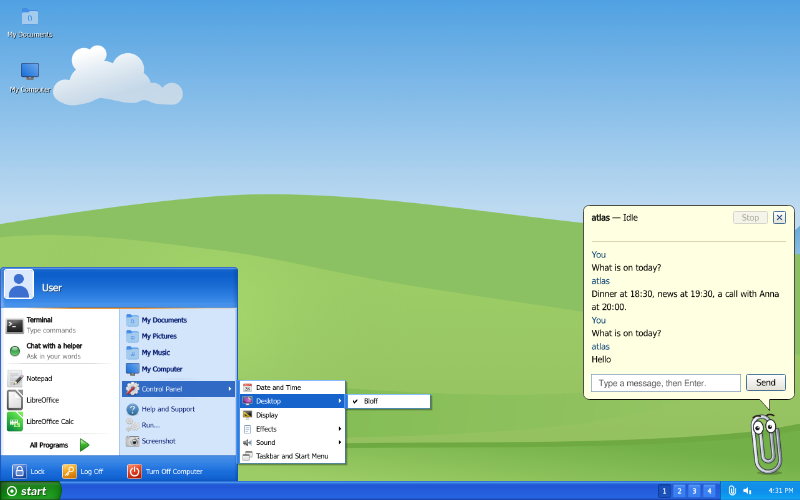 My Documents
My Computer
atlas — Idle
Stop
You
What is on today?
atlas
Dinner at 18:30, news at 19:30, a call with Anna
at 20:00.
You
What is on today?
atlas
Hello
Type a message, then Enter.
Send
User
Terminal
Type commands
Chat with a helper
Ask in your words
Notepad
LibreOffice
LibreOffice Calc
All Programs
My Documents
My Pictures
My Music
My Computer
Control Panel
Help and Support
Run...
Screenshot
Date and Time
Desktop
Display
Effects
Sound
Taskbar and Start Menu
Bloff
Lock
Log Off
Turn Off Computer
start
1
2
3
4
4:31 PM